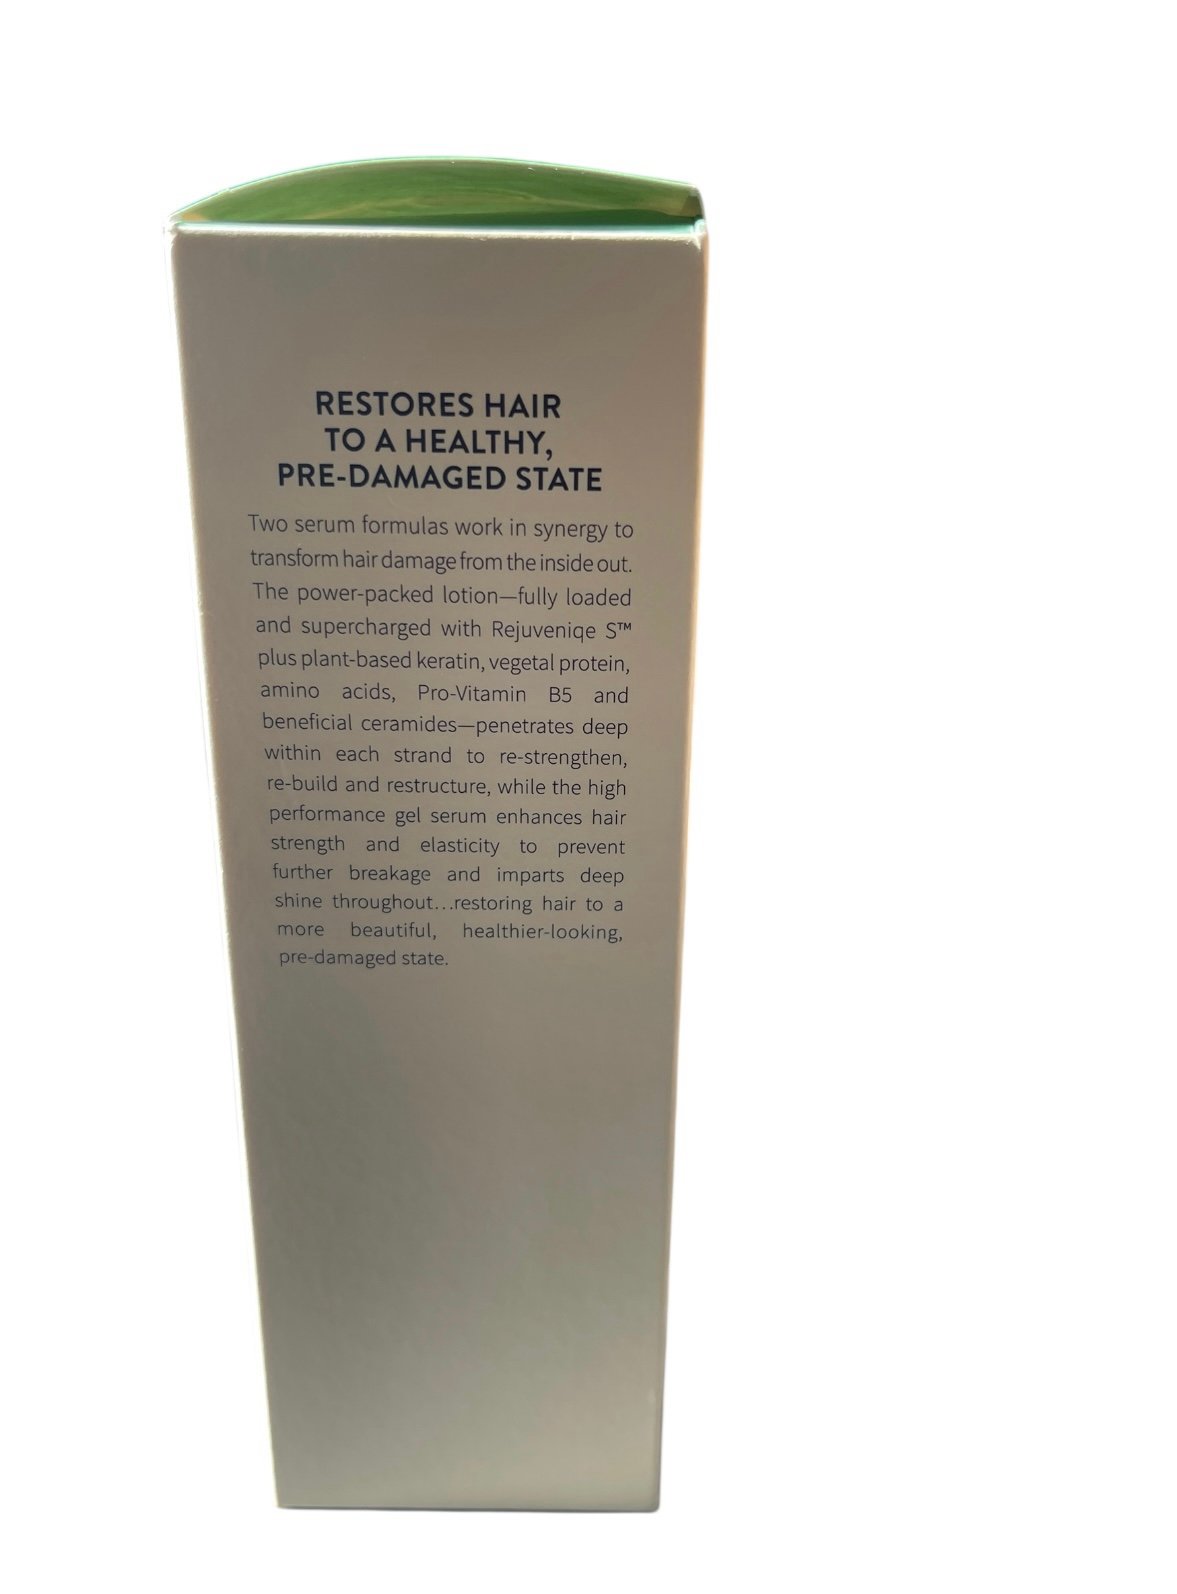 RESTORES HAIR
TO A HEALTHY,
PRE-DAMAGED STATE
Two serum formulas work in synergy to
transform hair damage from the inside out.
The power-packed lotion—fully loaded
and supercharged with Rejuveniqe S™
plus plant-based keratin, vegetal protein,
amino acids, Pro-Vitamin B5 and
beneficial ceramides—penetrates deep
within each strand to re-strengthen,
re-build and restructure, while the high
performance gel serum enhances hair
strength and elasticity to prevent
further breakage and imparts deep
shine throughout...restoring hair to a
more beautiful, healthier-looking,
pre-damaged state.